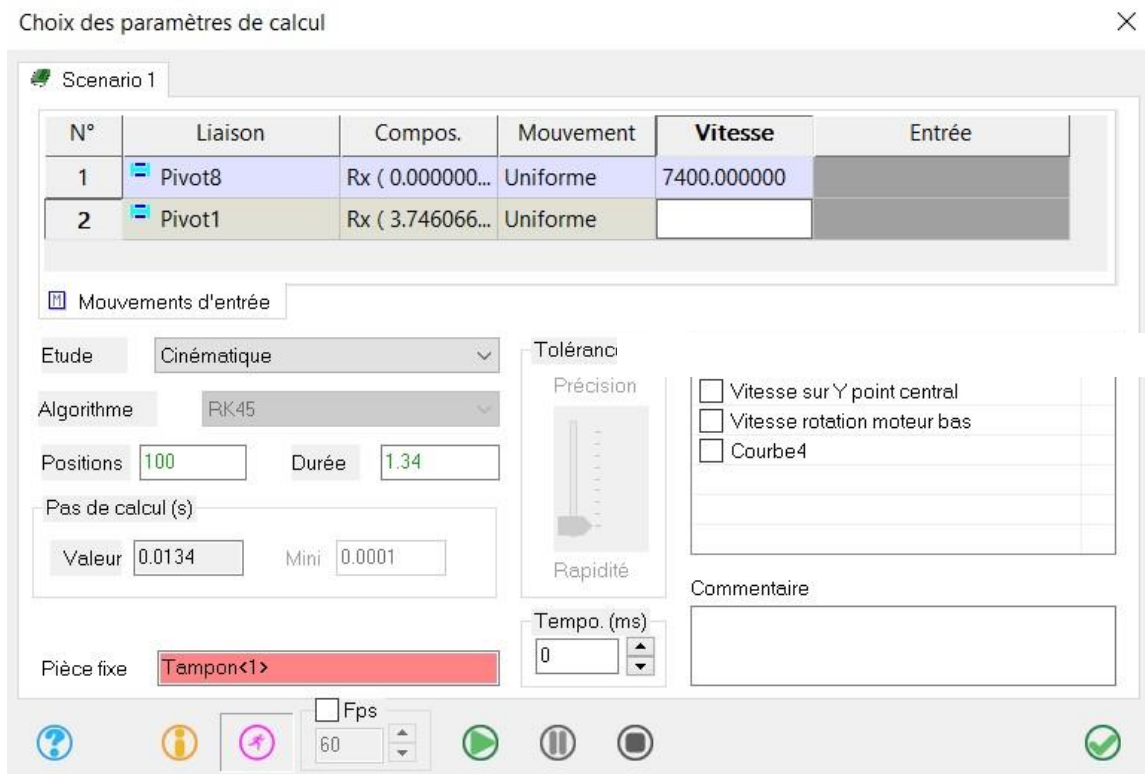 Choix des paramètres de calcul
Scenario 1
N° Liaison Compos. Mouvement Vitesse Entrée
1 Pivot8 Rx ( 0.000000... Uniforme 7400.000000
2 Pivot1 Rx ( 3.746066... Uniforme
M Mouvements d'entrée
Etude Cinématique
Algorithme RK45
Positions 100 Durée 1.34
Pas de calcul (s)
Valeur 0.0134 Mini 0.0001
Pièce fixe Tampon<1>
Toléranc
Précision
Rapidité
Tempo. (ms)
0
Vitesse sur Y point central
Vitesse rotation moteur bas
Courbe4
Commentaire
Fps
60